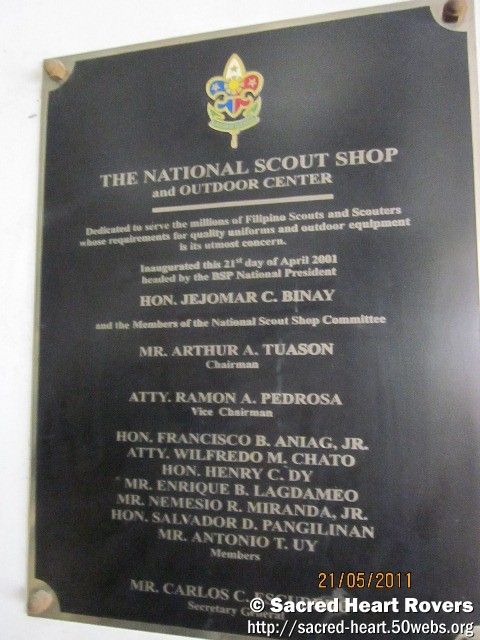 THE NATIONAL SCOUT SHOP
and OUTDOOR CENTER
Dedicated to serve the millions of Filipino Scouts and Scouters
whose requirements for quality uniforms and outdoor equipment
is its utmost concern.
Inaugurated this 21st day of April 2001
headed by the BSP National President
HON. JEJOMAR C. BINAY
and the Members of the National Scout Shop Committee
MR. ARTHUR A. TUASON
Chairman
ATTY. RAMON A. PEDROSA
Vice Chairman
HON. FRANCISCO B. ANIAG, JR.
ATTY. WILFREDO M. CHATO
HON. HENRY C. DY
MR. ENRIQUE B. LAGDAMEO
MR. NEMESIO R. MIRANDA, JR.
HON. SALVADOR D. PANGILINAN
MR. ANTONIO T. UY
Members
MR. CARLOS C.
Secretary General
21/05/2011
© Sacred Heart Rovers
http://sacred-heart.50webs.org/